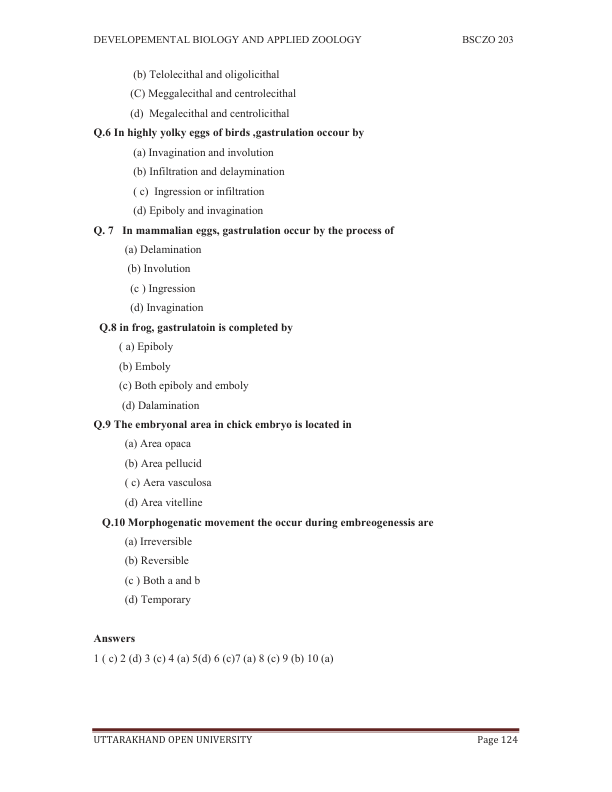 DEVELOPEMENTAL BIOLOGY AND APPLIED ZOOLOGY BSCZO 203
(b) Telolecithal and oligolicithal
(C) Meggalecithal and centrolecithal
(d) Megalecithal and centrolicithal
Q.6 In highly yolky eggs of birds ,gastrulation occour by
(a) Invagination and involution
(b) Infiltration and delaymination
( c) Ingression or infiltration
(d) Epiboly and invagination
Q. 7 In mammalian eggs, gastrulation occur by the process of
(a) Delamination
(b) Involution
(c ) Ingression
(d) Invagination
Q.8 in frog, gastrulatoin is completed by
( a) Epiboly
(b) Emboly
(c) Both epiboly and emboly
(d) Dalamination
Q.9 The embryonal area in chick embryo is located in
(a) Area opaca
(b) Area pellucid
( c) Aera vasculosa
(d) Area vitelline
Q.10 Morphogenatic movement the occur during embreogenessis are
(a) Irreversible
(b) Reversible
(c ) Both a and b
(d) Temporary
Answers
1 ( c) 2 (d) 3 (c) 4 (a) 5(d) 6 (c)7 (a) 8 (c) 9 (b) 10 (a)
UTTARAKHAND OPEN UNIVERSITY Page 124